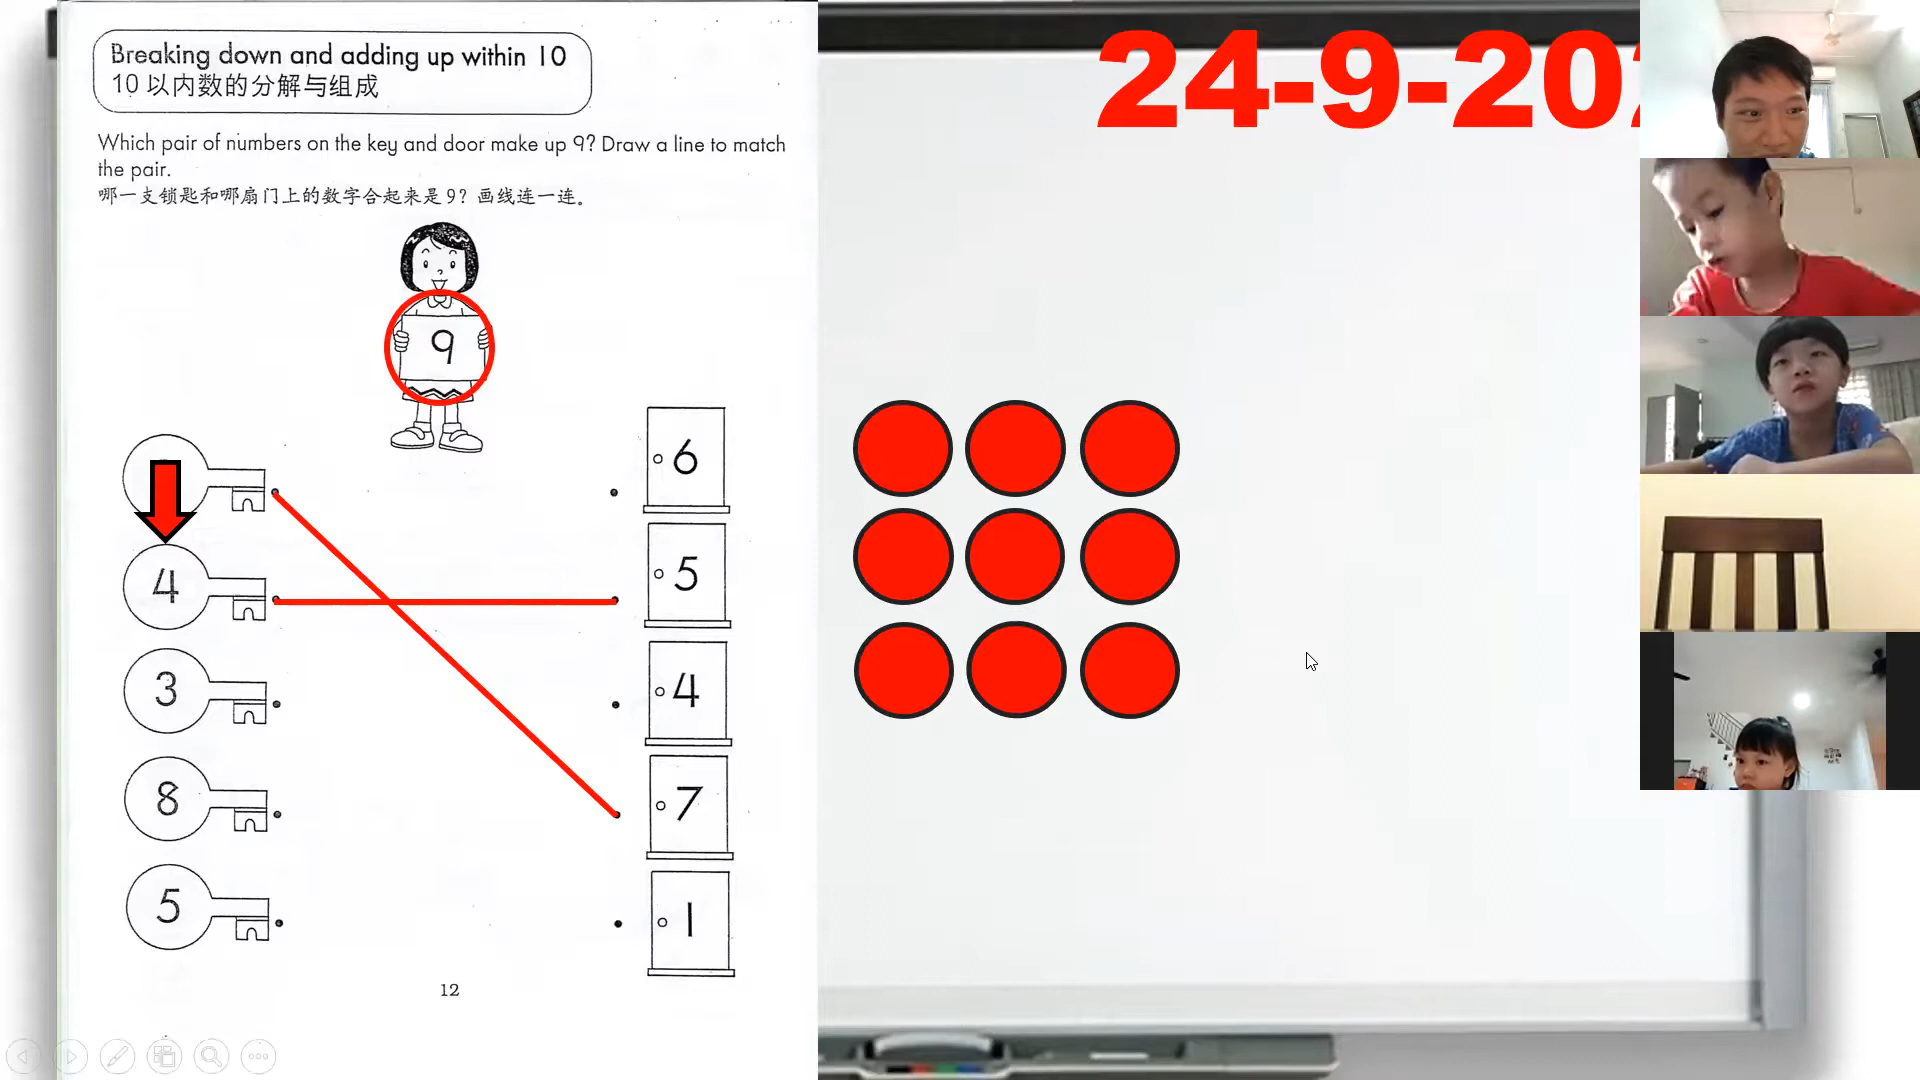 Breaking down and adding up within 10
10 以内数的分解与组成
Which pair of numbers on the key and door make up 9? Draw a line to match
the pair.
哪一支锁匙和哪扇门上的数字合起来是 9? 画线连一连。
9
6
4
5
3
4
8
7
5
1
12
24-9-202